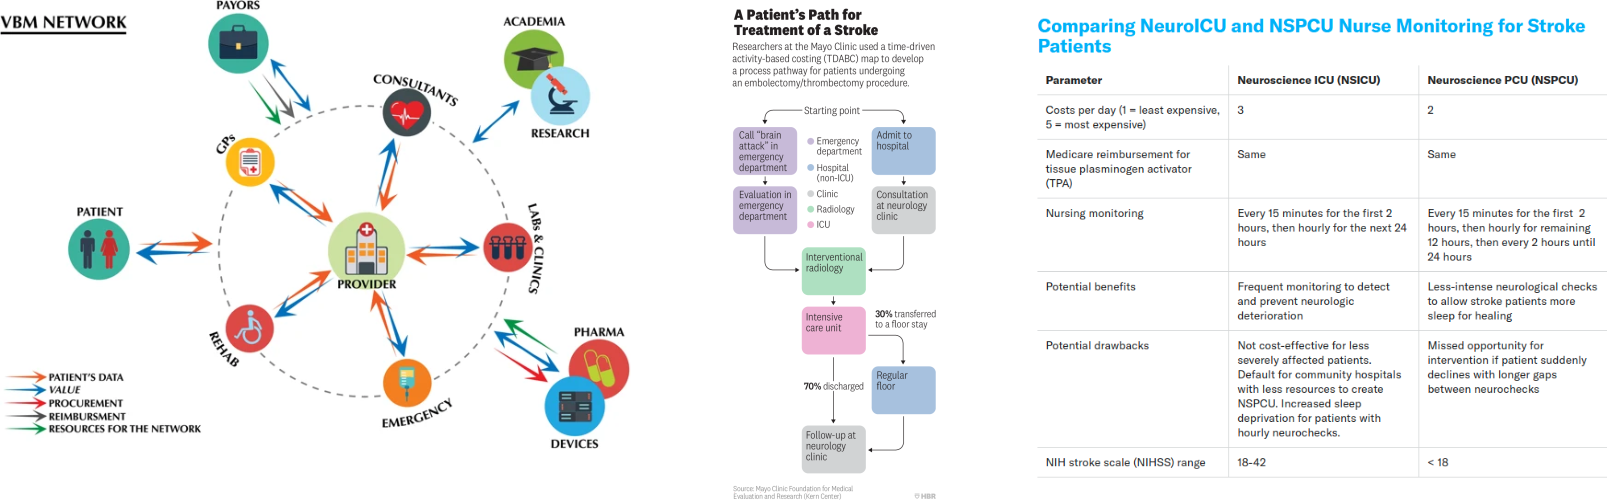 VBM NETWORK
PAYORS
ACADEMIA
RESEARCH
CONSULTANTS
GPs
PATIENT
PROVIDER
LABs & CLINICS
REHAB
EMERGENCY
PHARMA
DEVICES
PATIENT'S DATA
VALUE
PROCUREMENT
REIMBURSMENT
RESOURCES FOR THE NETWORK
A Patient's Path for
Treatment of a Stroke
Researchers at the Mayo Clinic used a time-driven
activity-based costing (TDABC) map to develop
a process pathway for patients undergoing
an embolectomy/thrombectomy procedure.
Starting point
Call "brain
attack" in
emergency
department
Emergency
department
Hospital
(non-ICU)
Clinic
Radiology
ICU
Admit to
hospital
Evaluation in
emergency
department
Consultation
at neurology
clinic
Interventional
radiology
Intensive
care unit
30% transferred
to a floor stay
70% discharged
Regular
floor
Follow-up at
neurology
clinic
Source: Mayo Clinic Foundation for Medical
Evaluation and Research (Kern Center)
HBR
Comparing NeuroICU and NSPCU Nurse Monitoring for Stroke
Patients
Parameter
Neuroscience ICU (NSICU)
Neuroscience PCU (NSPCU)
Costs per day (1 = least expensive,
5 = most expensive)
3
2
Medicare reimbursement for
tissue plasminogen activator
(TPA)
Same
Same
Nursing monitoring
Every 15 minutes for the first 2
hours, then hourly for the next 24
hours
Every 15 minutes for the first 2
hours, then hourly for remaining
12 hours, then every 2 hours until
24 hours
Potential benefits
Frequent monitoring to detect
and prevent neurologic
deterioration
Less-intense neurological checks
to allow stroke patients more
sleep for healing
Potential drawbacks
Not cost-effective for less
severely affected patients.
Default for community hospitals
with less resources to create
NSPCU. Increased sleep
deprivation for patients with
hourly neurochecks.
Missed opportunity for
intervention if patient suddenly
declines with longer gaps
between neurochecks
NIH stroke scale (NIHSS) range
18-42
< 18